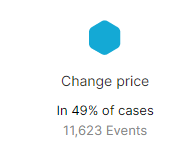 Change price
In 49% of cases
11,623 Events